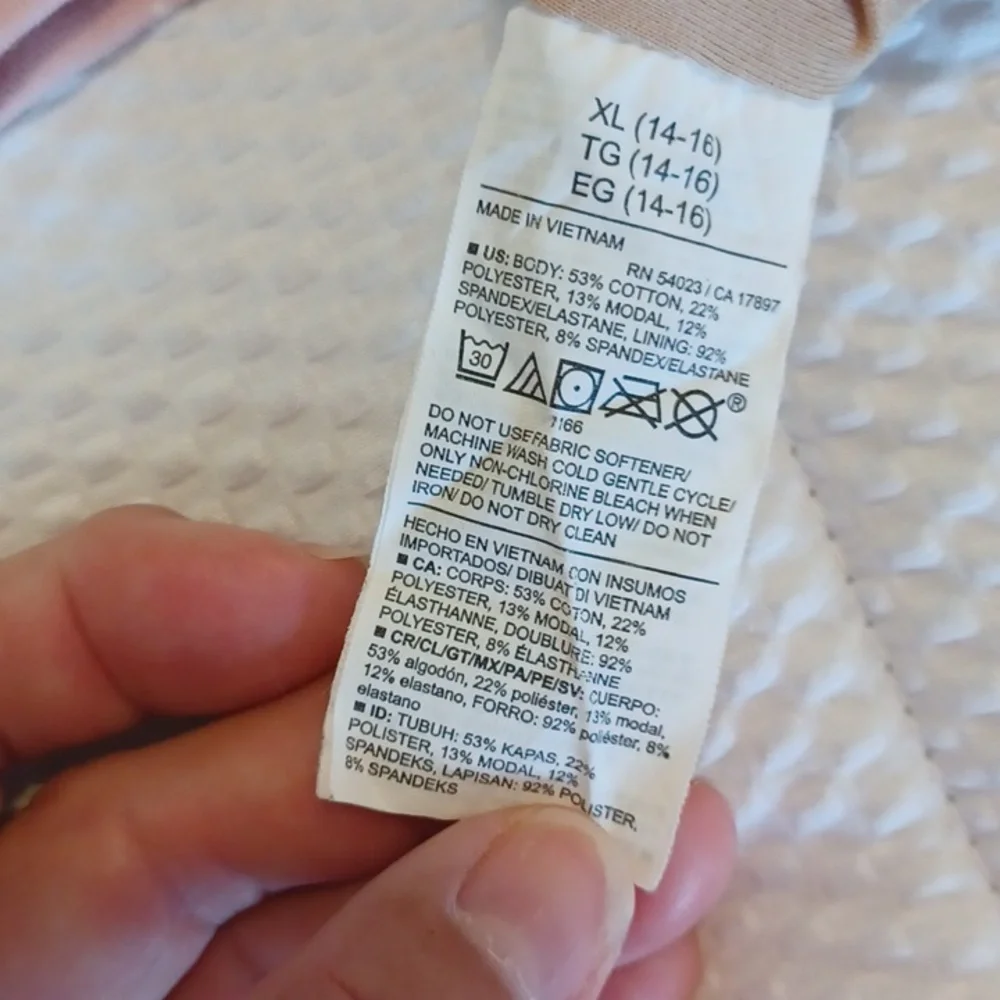 XL (14-16)
TG (14-16)
EG (14-16)
MADE IN VIETNAM
RN 54023 / CA 17897
■ US: BODY: 53% COTTON, 22%
POLYESTER, 13% MODAL, 12%
SPANDEX/ELASTANE, LINING: 92%
POLYESTER, 8% SPANDEX/ELASTANE
30
®
DO NOT USE FABRIC SOFTENER/
MACHINE WASH COLD GENTLE CYCLE/
ONLY NON-CHLORINE BLEACH WHEN
NEEDED/ TUMBLE DRY LOW/ DO NOT
IRON/ DO NOT DRY CLEAN
HECHO EN VIETNAM CON INSUMOS
IMPORTADOS/ DIBUAT DI VIETNAM
■ CA: CORPS: 53% COTON, 22%
POLYESTER, 13% MODAL, 12%
ÉLASTHANNE, DOUBLURE: 92%
POLYESTER, 8% ÉLASTHANNE
■ CR/CL/GT/MX/PA/PE/SV: CUERPO:
53% algodón, 22% poliéster, 13% modal,
12% elastano, FORRO: 92% poliéster, 8%
elastano
■ ID: TUBUH: 53% KAPAS, 22%
POLISTER, 13% MODAL, 12%
SPANDEKS, LAPISAN: 92% POLISTER,
8% SPANDEKS